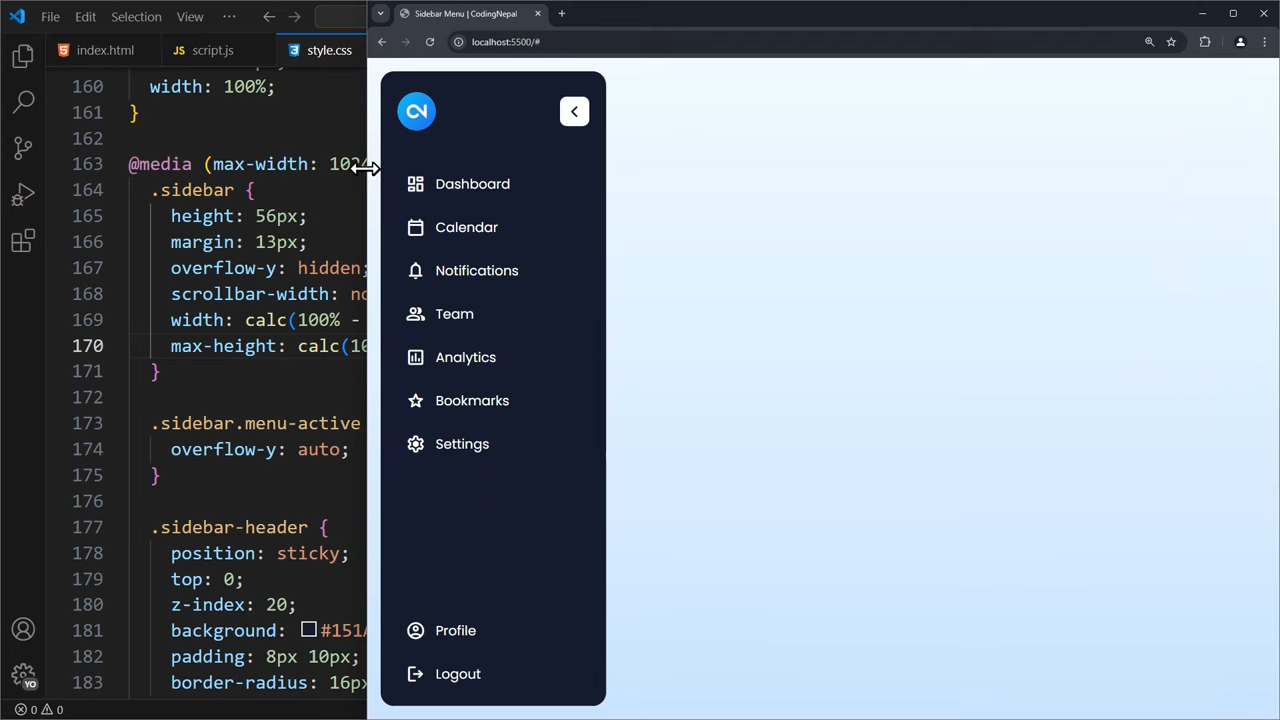 File Edit Selection View ···
index.html
script.js
style.css
160 width: 100%;
161 }
162
163 @media (max-width: 1024
164 .sidebar {
165 height: 56px;
166 margin: 13px;
167 overflow-y: hidden;
168 scrollbar-width: no
169 width: calc(100% -
170 max-height: calc(10
171 }
172
173 .sidebar.menu-active
174 overflow-y: auto;
175 }
176
177 .sidebar-header {
178 position: sticky;
179 top: 0;
180 z-index: 20;
181 background: #151A
182 padding: 8px 10px;
183 border-radius: 16px
YO
0 0
Sidebar Menu | CodingNepal
localhost:5500/#
Dashboard
Calendar
Notifications
Team
Analytics
Bookmarks
Settings
Profile
Logout